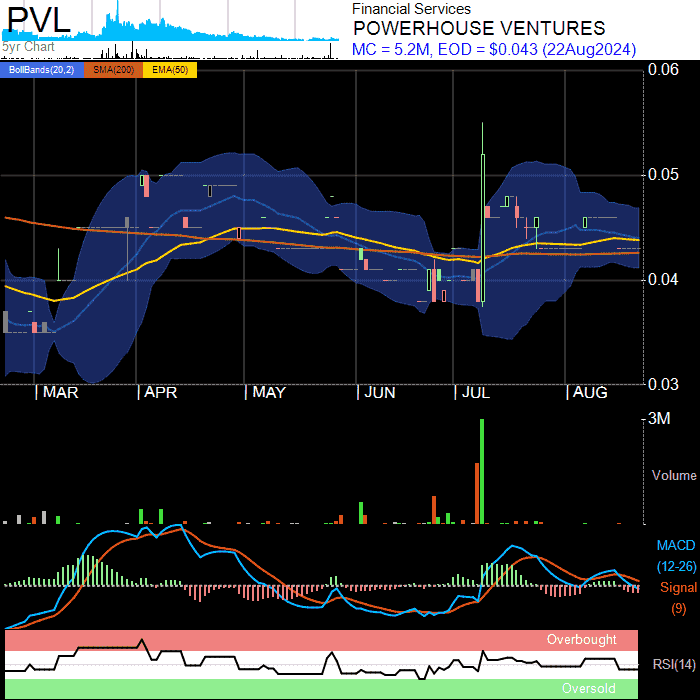 PVL
5yr Chart
Financial Services
POWERHOUSE VENTURES
MC = 5.2M, EOD = $0.043 (22Aug2024)
BollBands(20,2) SMA(200) EMA(50)
0.06
0.05
0.04
0.03
| MAR | APR | MAY | JUN | JUL | AUG
3M
Volume
MACD
(12-26)
Signal
(9)
Overbought
RSI(14)
Oversold